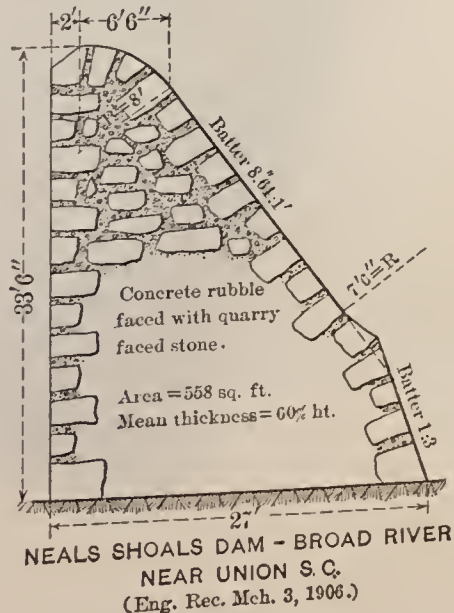 2'
6'6"
8'
33'6"
Batter 8.61:1'
7'6"=R
Concrete rubble
faced with quarry
faced stone.
Area = 558 sq. ft.
Mean thickness = 60% ht.
Batter 1:3
27'
NEALS SHOALS DAM - BROAD RIVER
NEAR UNION S.C.
(Eng. Rec. Mch. 3, 1906.)